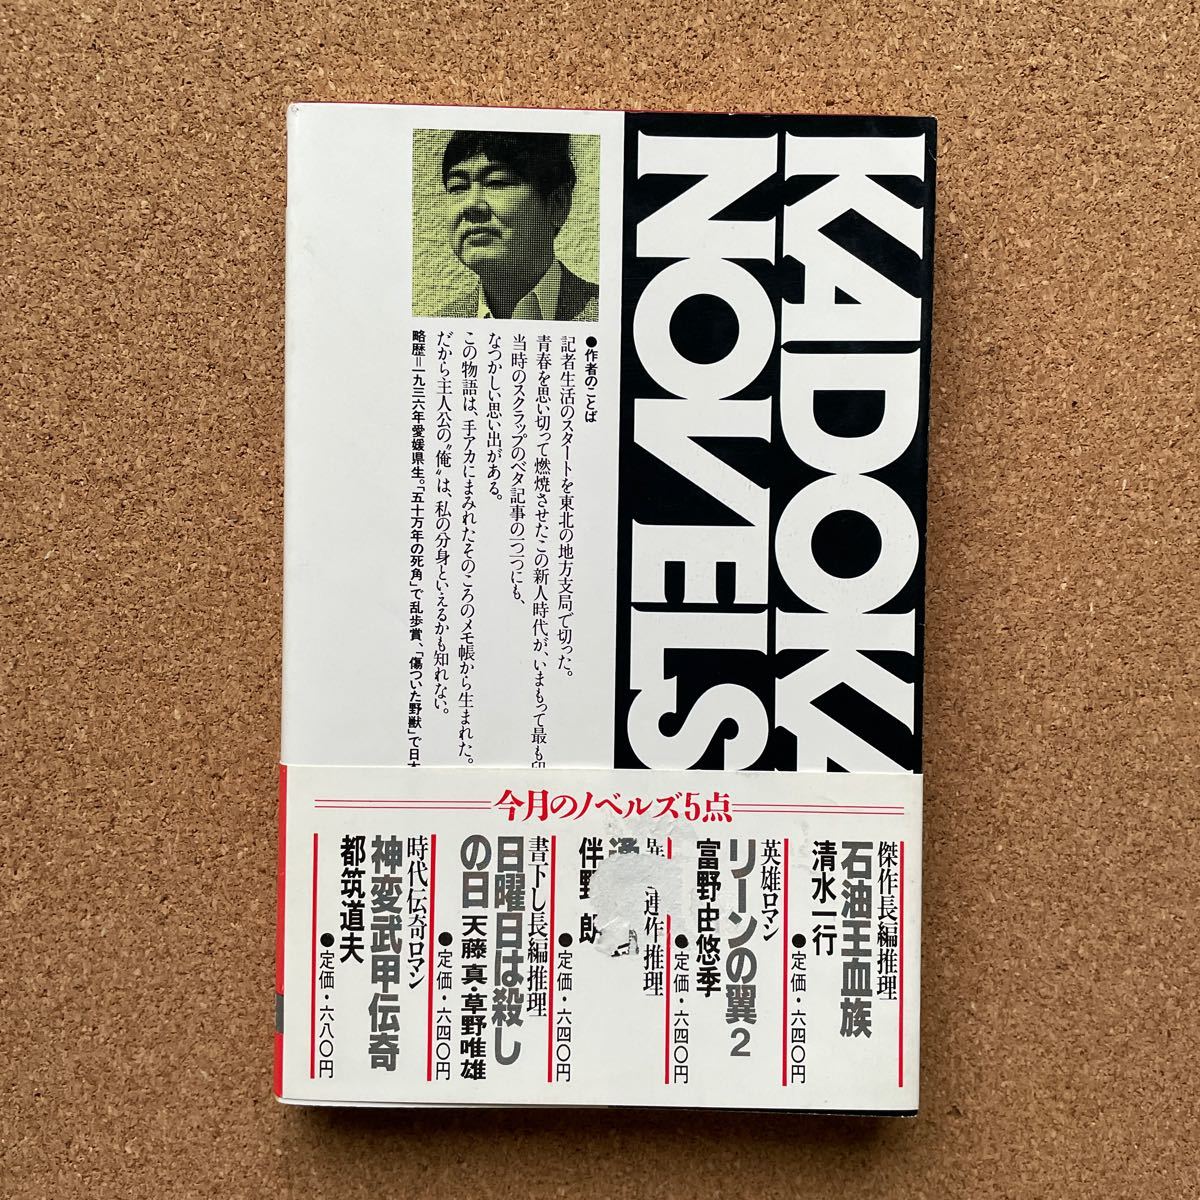 KADOKA
NOVELS
●作者のことば
記者生活のスタートを東北の地方支局で切った。
青春を思い切って燃焼させたこの新人時代が、いまもって最も印
当時のスクラップのベタ記事の一つ一つにも、
なつかしい思い出がある。
この物語は、手アカにまみれたそのころのメモ帳から生まれた。
だから主人公の〝俺〟は、私の分身といえるかも知れない。
略歴＝一九三六年愛媛県生。「五十万年の死角」で乱歩賞、「傷ついた野獣」で日本
今月のノベルズ5点
傑作長編推理
石油王血族
清水一行
●定価・六四〇円
英雄ロマン
リーンの翼2
富野由悠季
●定価・六四〇円
連作推理
伴野 朗
●定価・六四〇円
書下し長編推理
日曜日は殺し
の日 天藤 真・草野唯雄
●定価・六四〇円
時代伝奇ロマン
神変武甲伝奇
都筑道夫
●定価・六八〇円